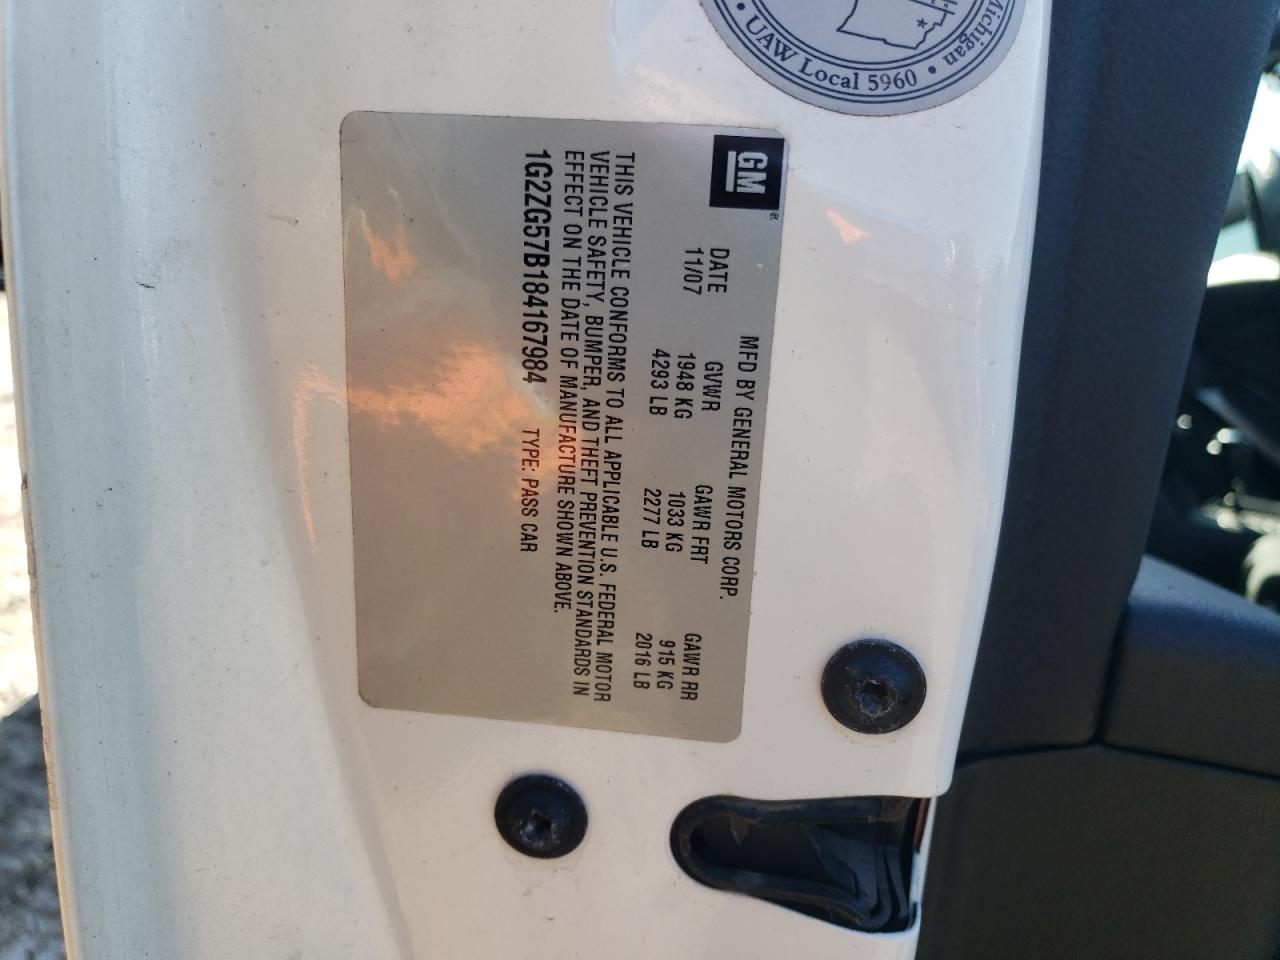 Michigan
• UAW Local 5960 •
GM ®
MFD BY GENERAL MOTORS CORP.
DATE GVWR GAWR FRT GAWR RR
11/07 1948 KG 1033 KG 915 KG
4293 LB 2277 LB 2016 LB
THIS VEHICLE CONFORMS TO ALL APPLICABLE U.S. FEDERAL MOTOR
VEHICLE SAFETY, BUMPER, AND THEFT PREVENTION STANDARDS IN
EFFECT ON THE DATE OF MANUFACTURE SHOWN ABOVE.
1G2ZG57B184167984 TYPE: PASS CAR